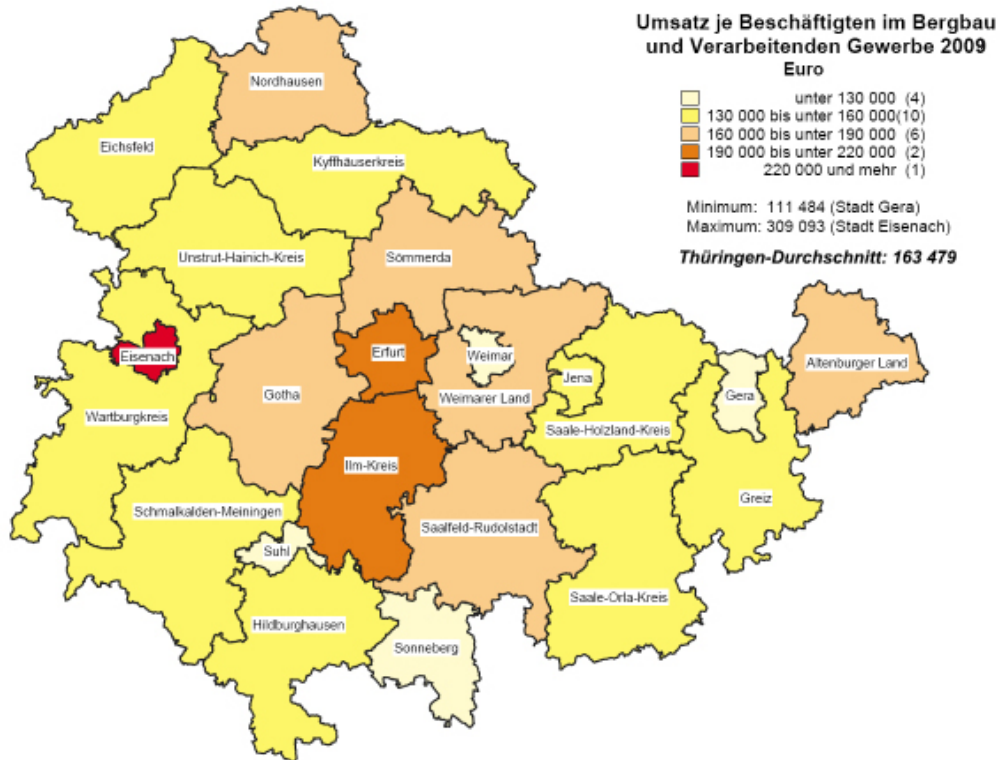 Umsatz je Beschäftigten im Bergbau
und Verarbeitenden Gewerbe 2009
Euro
unter 130 000 (4)
130 000 bis unter 160 000(10)
160 000 bis unter 190 000 (6)
190 000 bis unter 220 000 (2)
220 000 und mehr (1)
Minimum: 111 484 (Stadt Gera)
Maximum: 309 093 (Stadt Eisenach)
Thüringen-Durchschnitt: 163 479
Nordhausen
Eichsfeld
Kyffhäuserkreis
Unstrut-Hainich-Kreis
Sömmerda
Eisenach
Erfurt
Weimar
Jena
Altenburger Land
Gotha
Weimarer Land
Gera
Wartburgkreis
Saale-Holzland-Kreis
Ilm-Kreis
Greiz
Schmalkalden-Meiningen
Saalfeld-Rudolstadt
Suhl
Saale-Orla-Kreis
Hildburghausen
Sonneberg